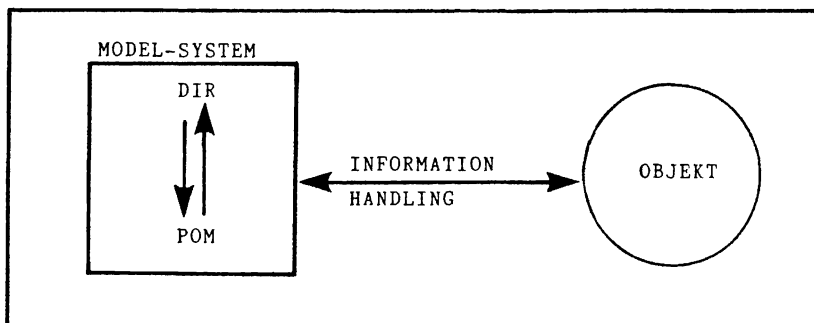 MODEL-SYSTEM
DIR
POM
INFORMATION
HANDLING
OBJEKT